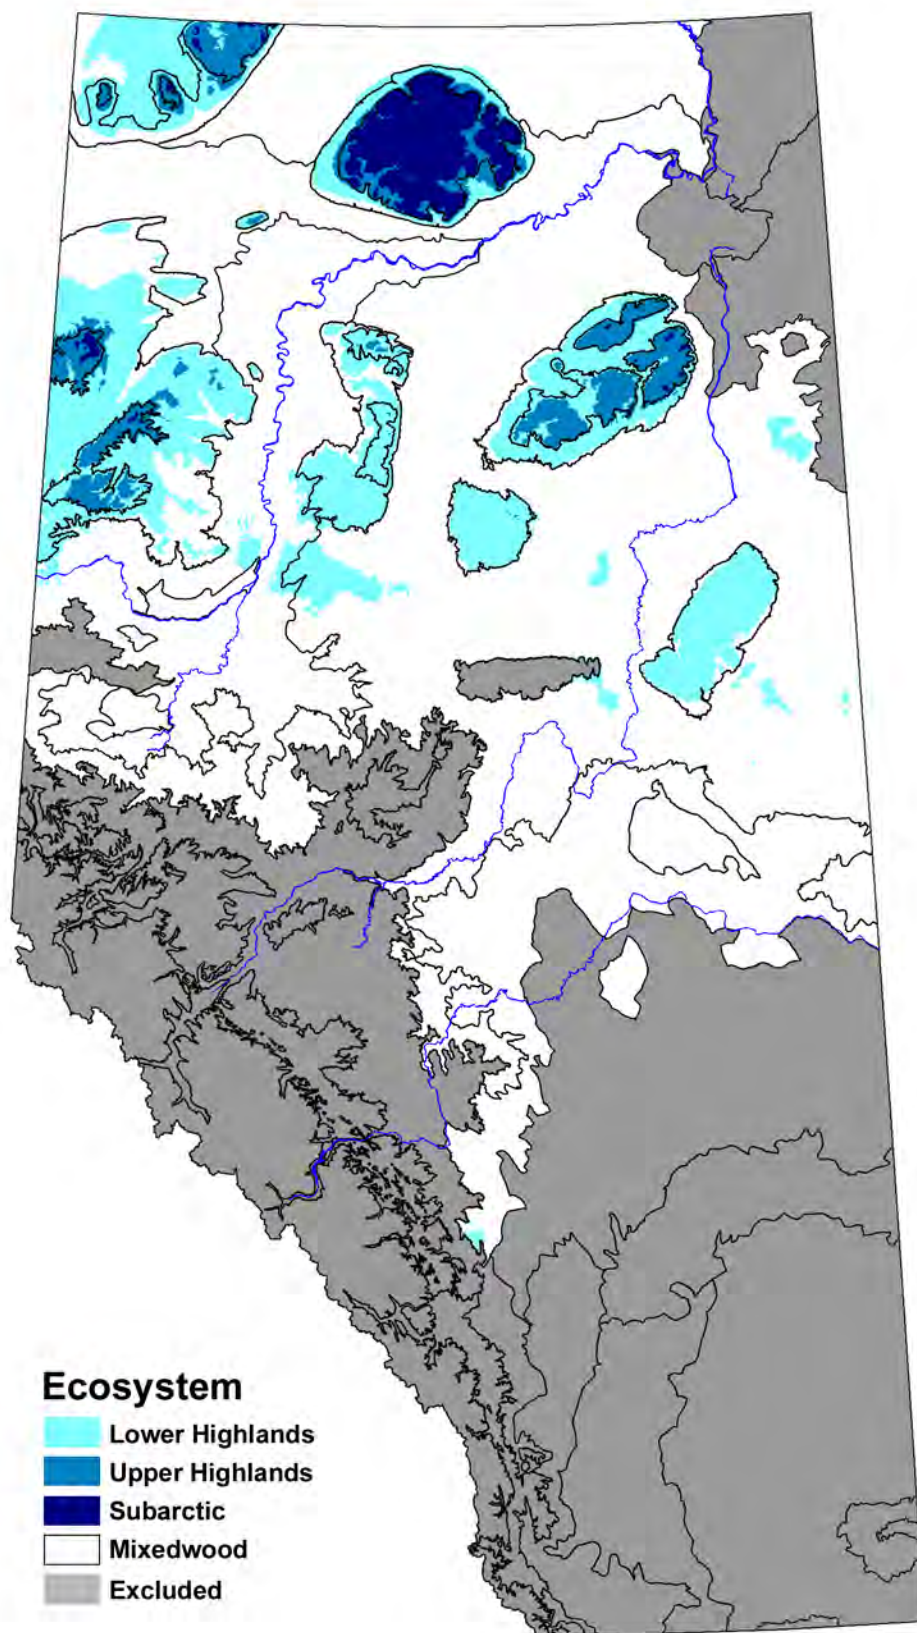 Ecosystem
Lower Highlands
Upper Highlands
Subarctic
Mixedwood
Excluded